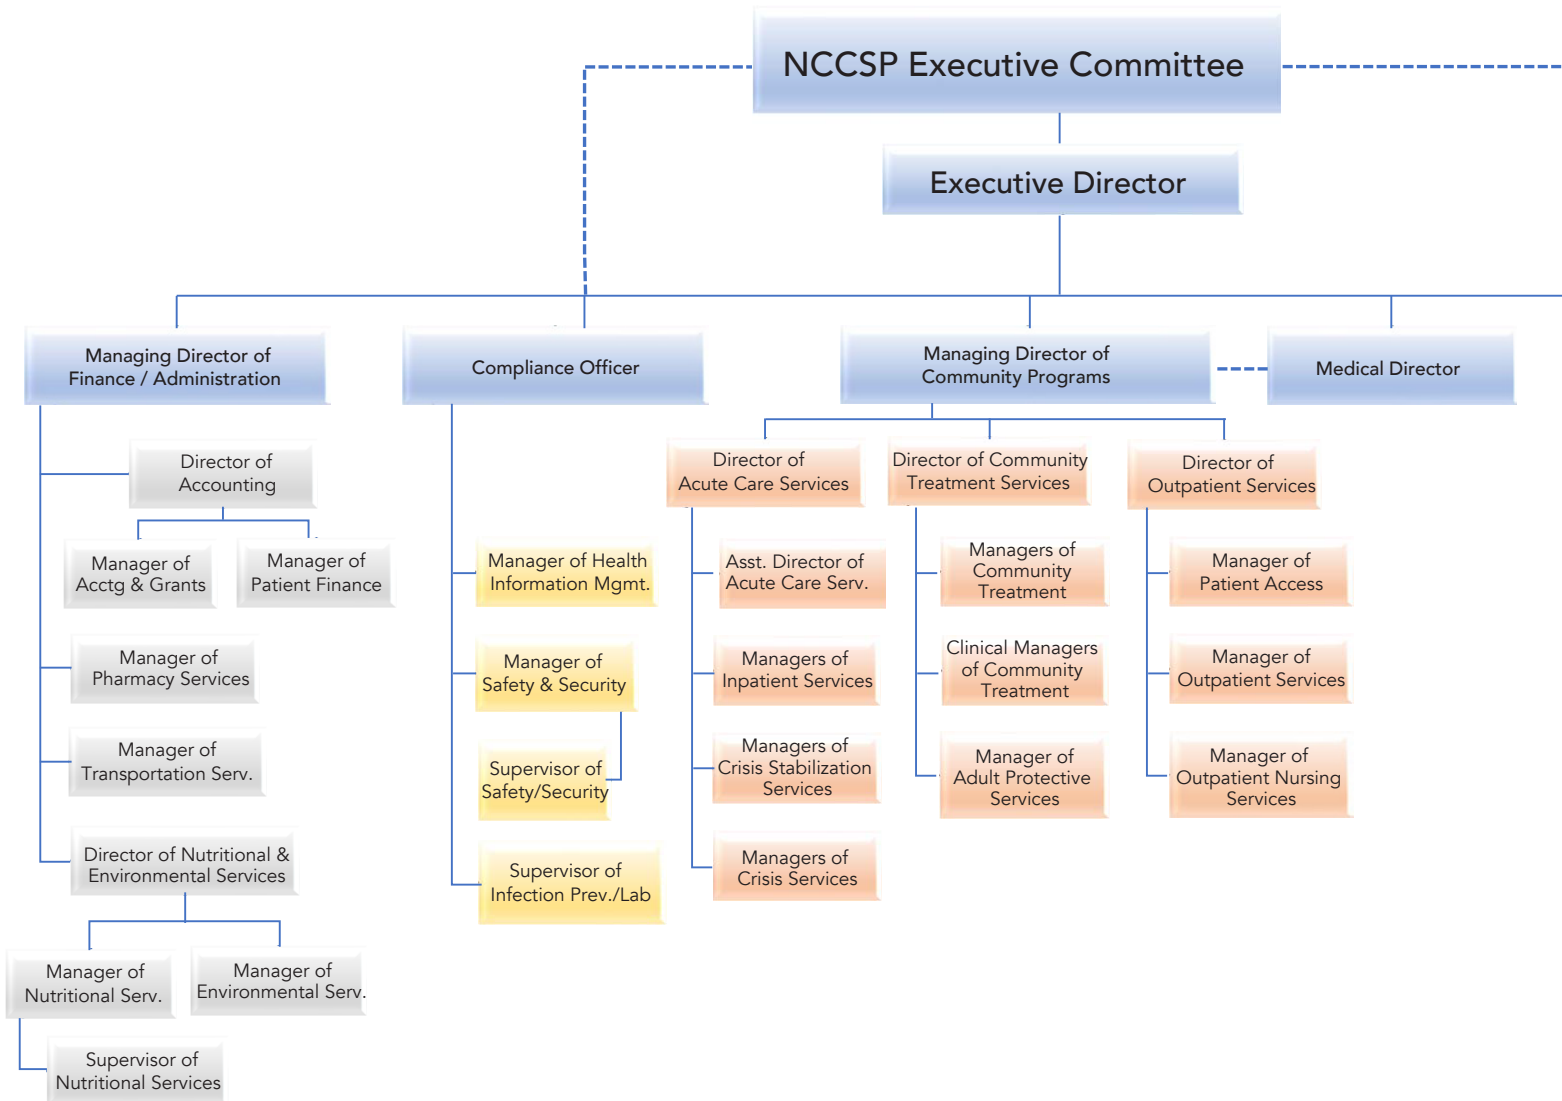 NCCSP Executive Committee
Executive Director
Managing Director of
Finance / Administration
Compliance Officer
Managing Director of
Community Programs
Medical Director
Director of
Accounting
Manager of
Acctg & Grants
Manager of
Patient Finance
Manager of
Pharmacy Services
Manager of
Transportation Serv.
Director of Nutritional &
Environmental Services
Manager of
Nutritional Serv.
Manager of
Environmental Serv.
Supervisor of
Nutritional Services
Manager of Health
Information Mgmt.
Manager of
Safety & Security
Supervisor of
Safety/Security
Supervisor of
Infection Prev./Lab
Director of
Acute Care Services
Asst. Director of
Acute Care Serv.
Managers of
Inpatient Services
Managers of
Crisis Stabilization
Services
Managers of
Crisis Services
Director of Community
Treatment Services
Managers of
Community
Treatment
Clinical Managers
of Community
Treatment
Manager of
Adult Protective
Services
Director of
Outpatient Services
Manager of
Patient Access
Manager of
Outpatient Services
Manager of
Outpatient Nursing
Services